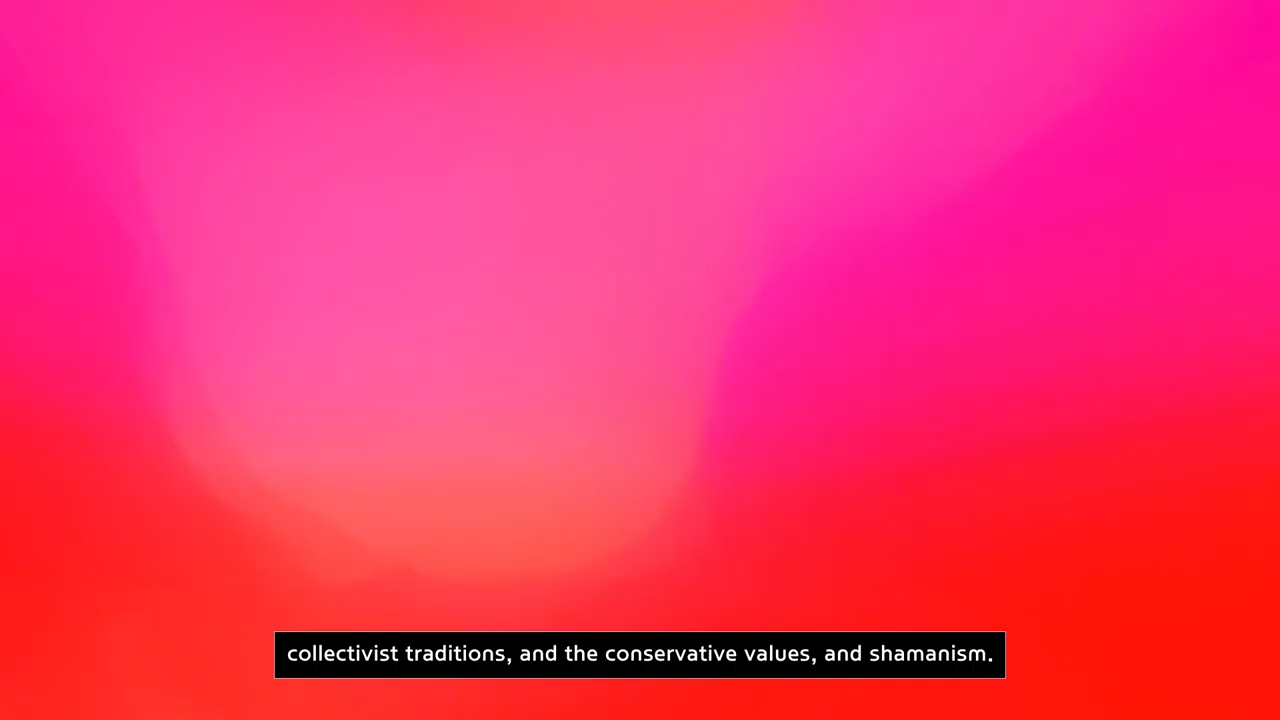 collectivist traditions, and the conservative values, and shamanism.